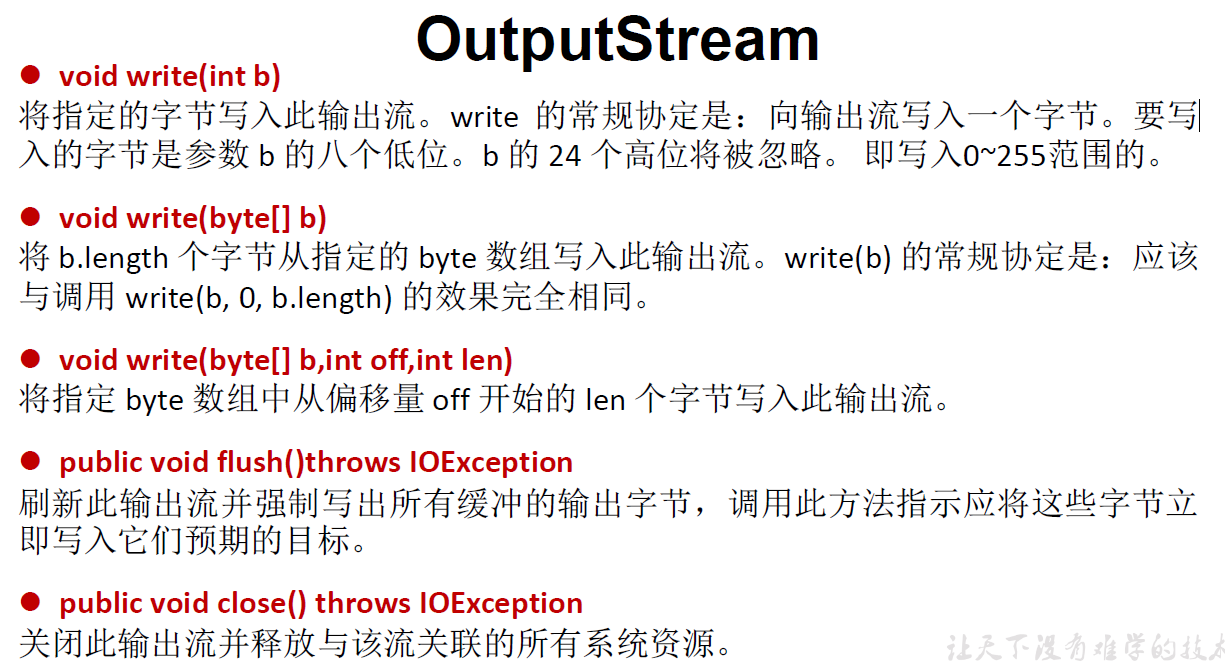 OutputStream
● void write(int b)
将指定的字节写入此输出流。write 的常规协定是：向输出流写入一个字节。要写
入的字节是参数 b 的八个低位。b 的 24 个高位将被忽略。 即写入0~255范围的。
● void write(byte[] b)
将 b.length 个字节从指定的 byte 数组写入此输出流。write(b) 的常规协定是：应该
与调用 write(b, 0, b.length) 的效果完全相同。
● void write(byte[] b,int off,int len)
将指定 byte 数组中从偏移量 off 开始的 len 个字节写入此输出流。
● public void flush()throws IOException
刷新此输出流并强制写出所有缓冲的输出字节，调用此方法指示应将这些字节立
即写入它们预期的目标。
● public void close() throws IOException
关闭此输出流并释放与该流关联的所有系统资源。
让天下没有难学的技术